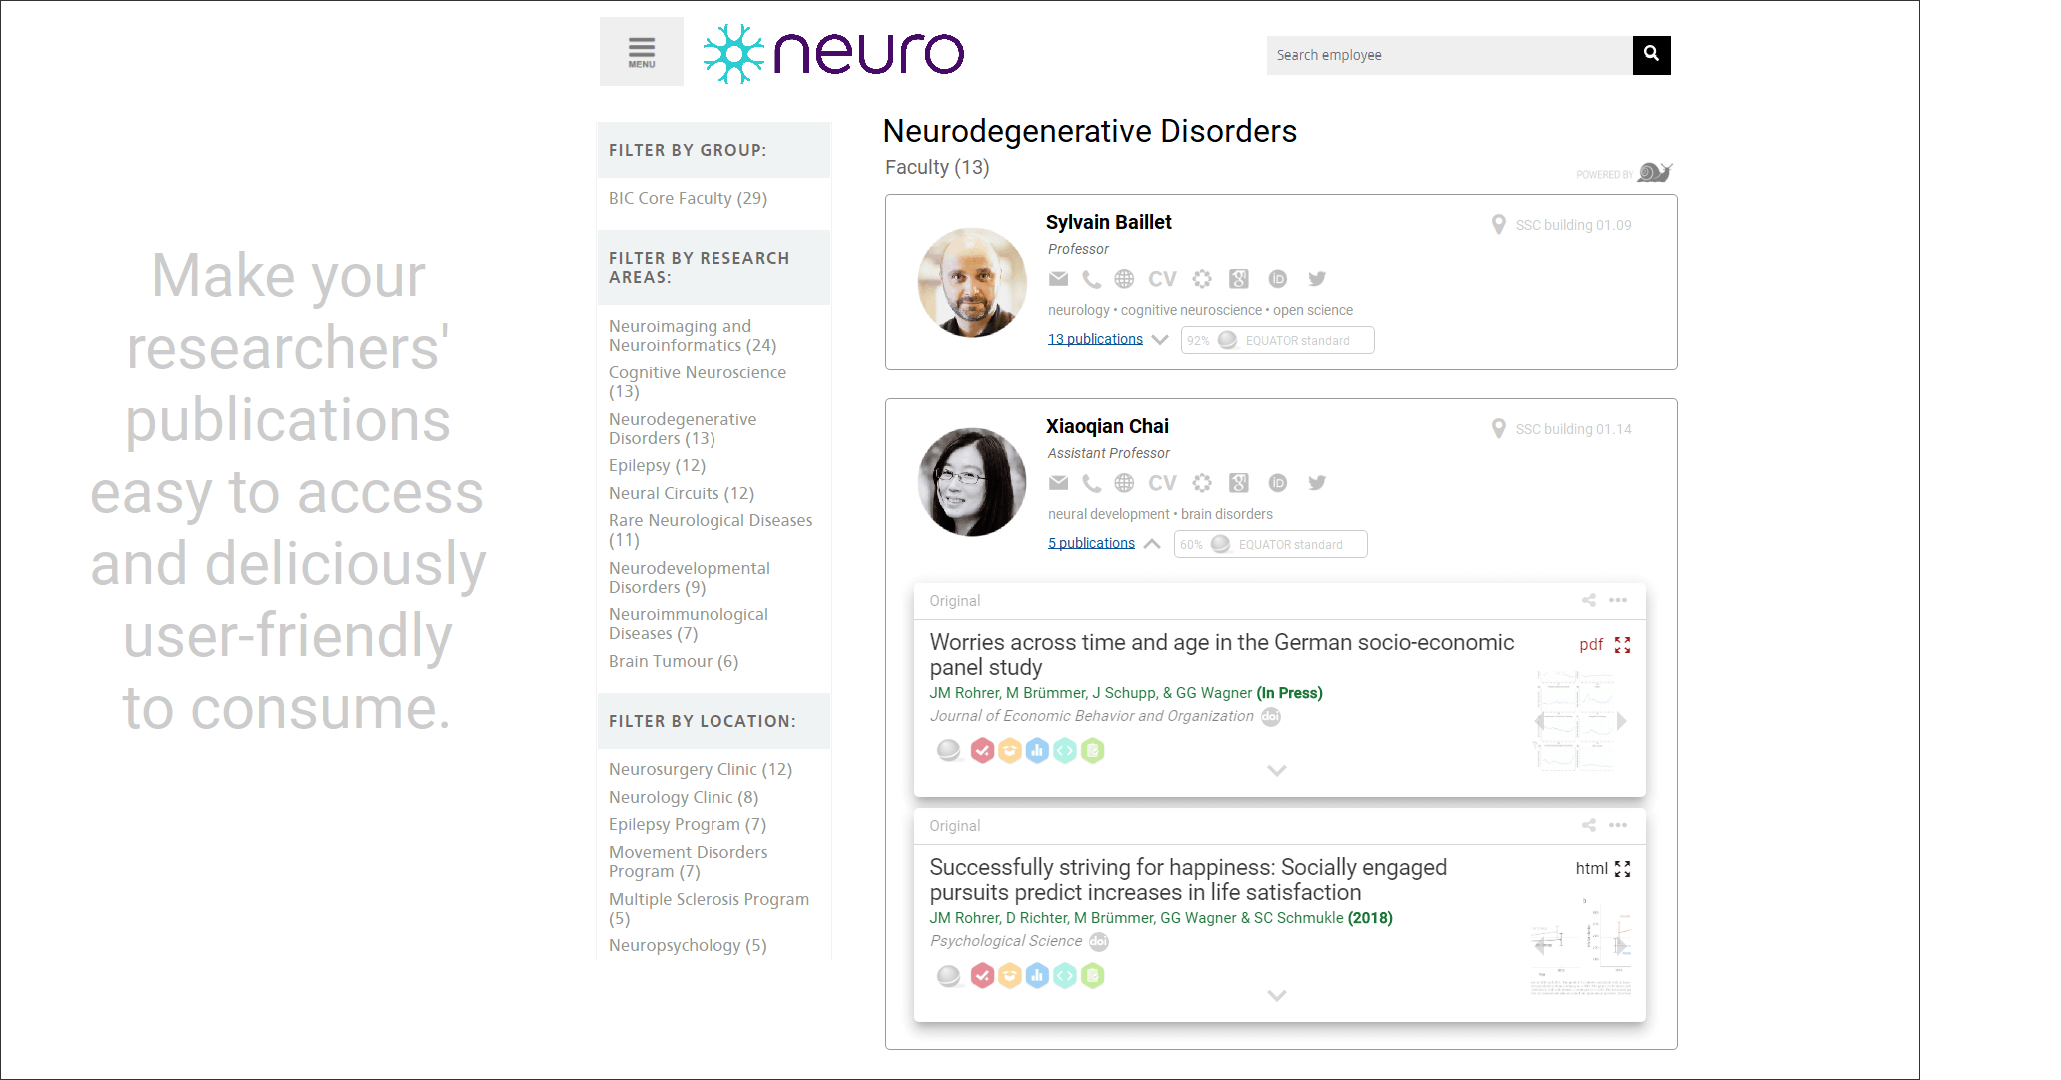 MENU
neuro
Search employee
Make your
researchers'
publications
easy to access
and deliciously
user-friendly
to consume.
FILTER BY GROUP:
BIC Core Faculty (29)
FILTER BY RESEARCH
AREAS:
Neuroimaging and
Neuroinformatics (24)
Cognitive Neuroscience
(13)
Neurodegenerative
Disorders (13)
Epilepsy (12)
Neural Circuits (12)
Rare Neurological Diseases
(11)
Neurodevelopmental
Disorders (9)
Neuroimmunological
Diseases (7)
Brain Tumour (6)
FILTER BY LOCATION:
Neurosurgery Clinic (12)
Neurology Clinic (8)
Epilepsy Program (7)
Movement Disorders
Program (7)
Multiple Sclerosis Program
(5)
Neuropsychology (5)
Neurodegenerative Disorders
Faculty (13)
POWERED BY
Sylvain Baillet
SSC building 01.09
Professor
CV
neurology • cognitive neuroscience • open science
13 publications
92% EQUATOR standard
Xiaoqian Chai
SSC building 01.14
Assistant Professor
CV
neural development • brain disorders
5 publications
60% EQUATOR standard
Original
Worries across time and age in the German socio-economic
panel study
pdf
JM Rohrer, M Brümmer, J Schupp, & GG Wagner (In Press)
Journal of Economic Behavior and Organization doi
Original
Successfully striving for happiness: Socially engaged
pursuits predict increases in life satisfaction
html
JM Rohrer, D Richter, M Brümmer, GG Wagner & SC Schmukle (2018)
Psychological Science doi